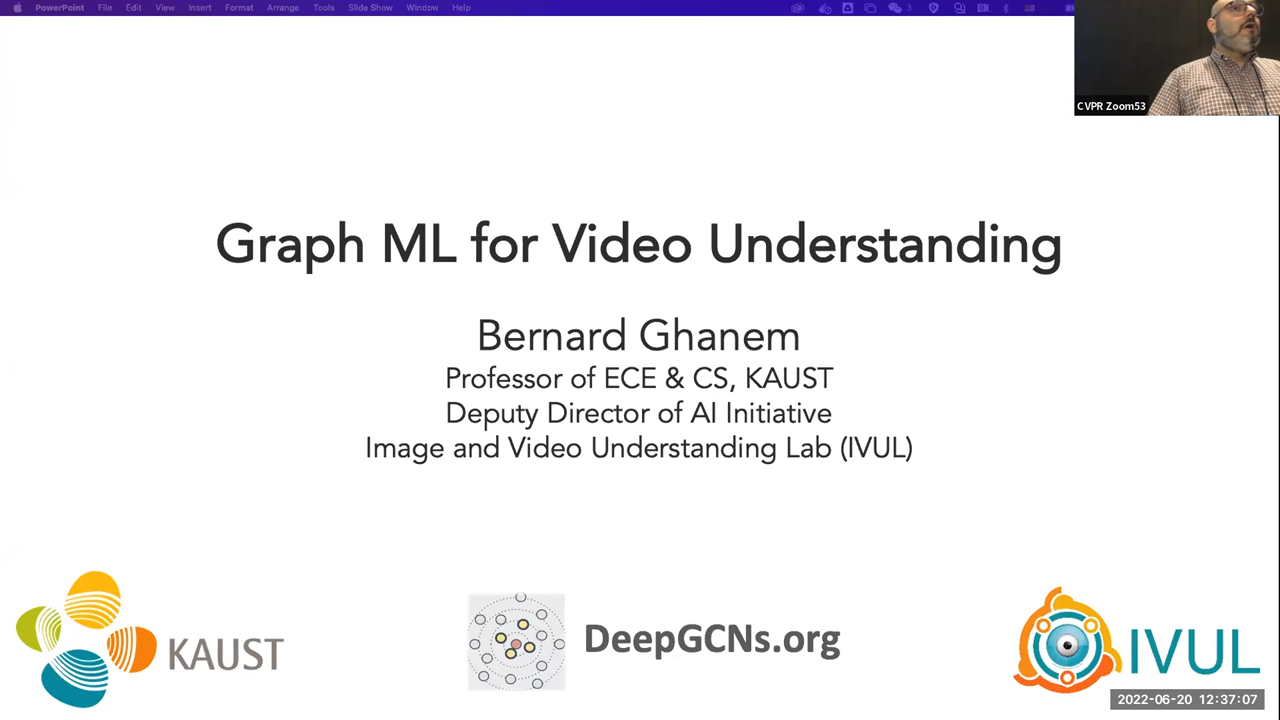 PowerPoint File Edit View Insert Format Arrange Tools Slide Show Window Help 3
CVPR Zoom53
Graph ML for Video Understanding
Bernard Ghanem
Professor of ECE & CS, KAUST
Deputy Director of AI Initiative
Image and Video Understanding Lab (IVUL)
KAUST
DeepGCNs.org
IVUL
2022-06-20 12:37:07